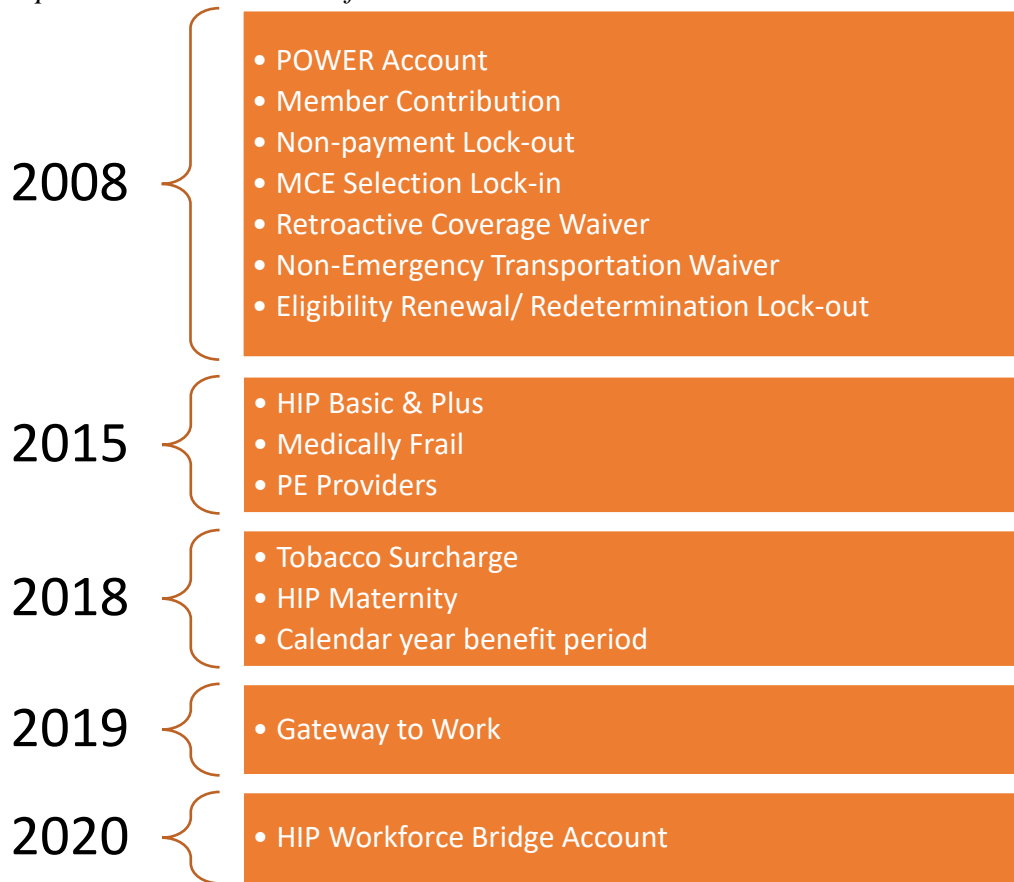 2008
• POWER Account
• Member Contribution
• Non-payment Lock-out
• MCE Selection Lock-in
• Retroactive Coverage Waiver
• Non-Emergency Transportation Waiver
• Eligibility Renewal/ Redetermination Lock-out
2015
• HIP Basic & Plus
• Medically Frail
• PE Providers
2018
• Tobacco Surcharge
• HIP Maternity
• Calendar year benefit period
2019
• Gateway to Work
2020
• HIP Workforce Bridge Account